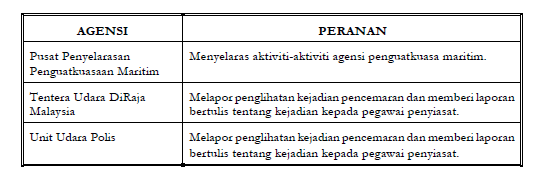 AGENSI PERANAN
Pusat Penyelarasan Menyelaras aktiviti-aktiviti agensi penguatkuasa maritim.
Penguatkuasaan Maritim
Tentera Udara DiRaja Melapor penglihatan kejadian pencemaran dan memberi laporan
Malaysia bertulis tentang kejadian kepada pegawai penyiasat.
Unit Udara Polis Melapor penglihatan kejadian pencemaran dan memberi laporan
bertulis tentang kejadian kepada pegawai penyiasat.